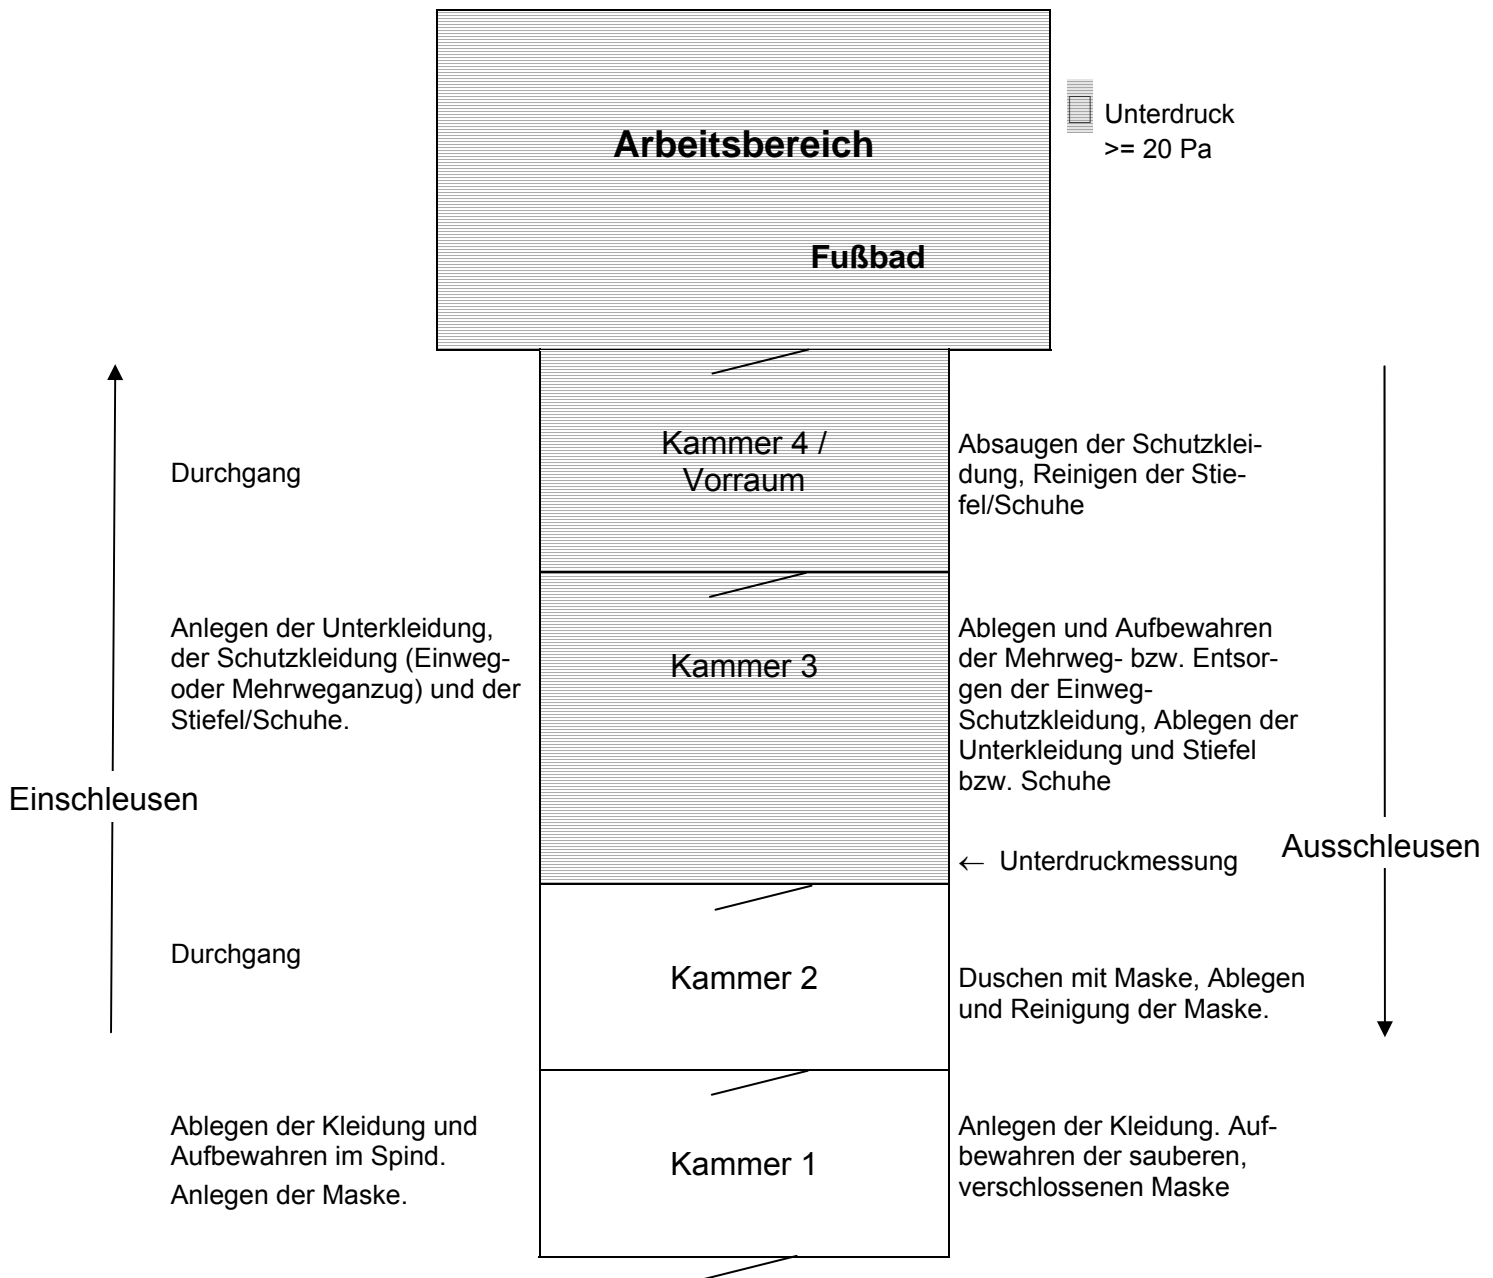 Arbeitsbereich
Unterdruck
>= 20 Pa
Fußbad
Durchgang
Kammer 4 /
Vorraum
Absaugen der Schutzklei-
dung, Reinigen der Stie-
fel/Schuhe
Anlegen der Unterkleidung,
der Schutzkleidung (Einweg-
oder Mehrweganzug) und der
Stiefel/Schuhe.
Kammer 3
Ablegen und Aufbewahren
der Mehrweg- bzw. Entsor-
gen der Einweg-
Schutzkleidung, Ablegen der
Unterkleidung und Stiefel
bzw. Schuhe
Einschleusen
← Unterdruckmessung
Ausschleusen
Durchgang
Kammer 2
Duschen mit Maske, Ablegen
und Reinigung der Maske.
Ablegen der Kleidung und
Aufbewahren im Spind.
Anlegen der Maske.
Kammer 1
Anlegen der Kleidung. Auf-
bewahren der sauberen,
verschlossenen Maske